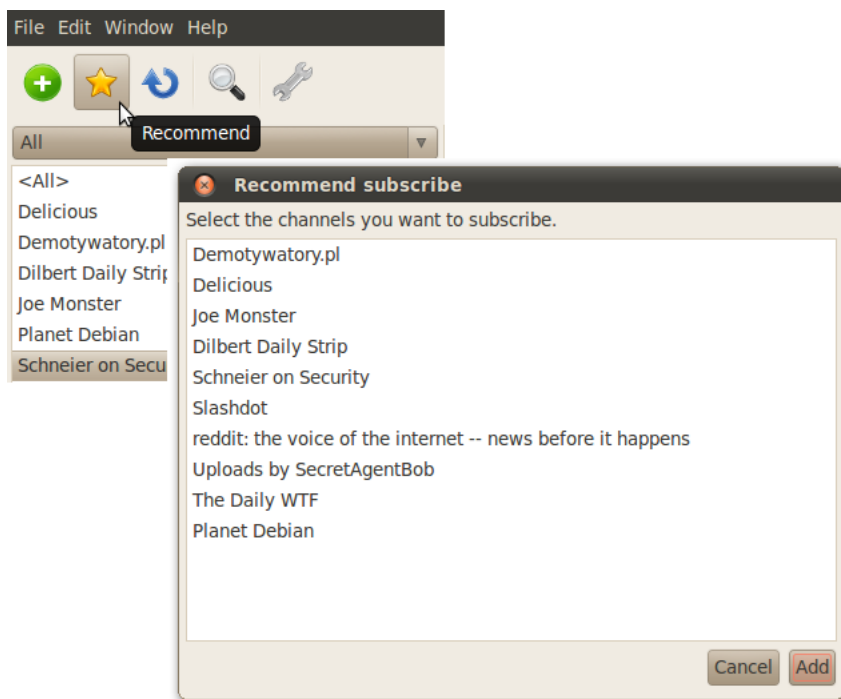 File Edit Window Help
Recommend
All
<All>
Delicious
Demotywatory.pl
Dilbert Daily Strip
Joe Monster
Planet Debian
Schneier on Secu
Recommend subscribe
Select the channels you want to subscribe.
Demotywatory.pl
Delicious
Joe Monster
Dilbert Daily Strip
Schneier on Security
Slashdot
reddit: the voice of the internet -- news before it happens
Uploads by SecretAgentBob
The Daily WTF
Planet Debian
Cancel Add